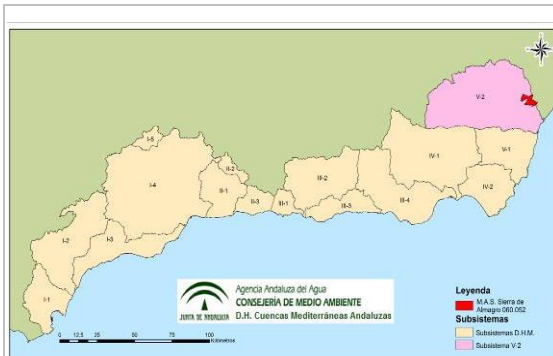 V-2
I-5
IV-1
V-1
II-2
I-4
III-2
II-1
IV-2
II-3
III-1
III-3
III-4
I-2
I-3
I-1
Agencia Andaluza del Agua
CONSEJERÍA DE MEDIO AMBIENTE
JUNTA DE ANDALUCIA
D.H. Cuencas Mediterráneas Andaluzas
Leyenda
M.A.S. Sierra de
Almagro 060.052
Subsistemas
Subsistemas D.H.M.
Subsistema V-2
0 12,5 25 50 75 100
Kilómetros